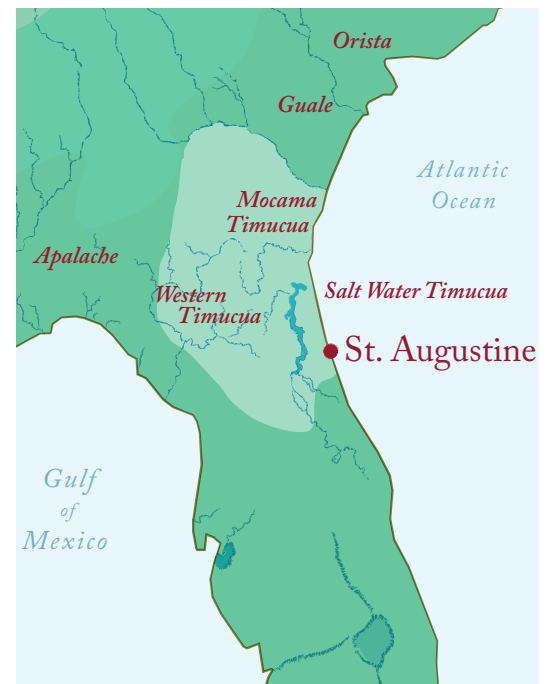 Orista
Guale
Atlantic
Ocean
Mocama
Timucua
Apalache
Western
Timucua
Salt Water Timucua
St. Augustine
Gulf
of
Mexico